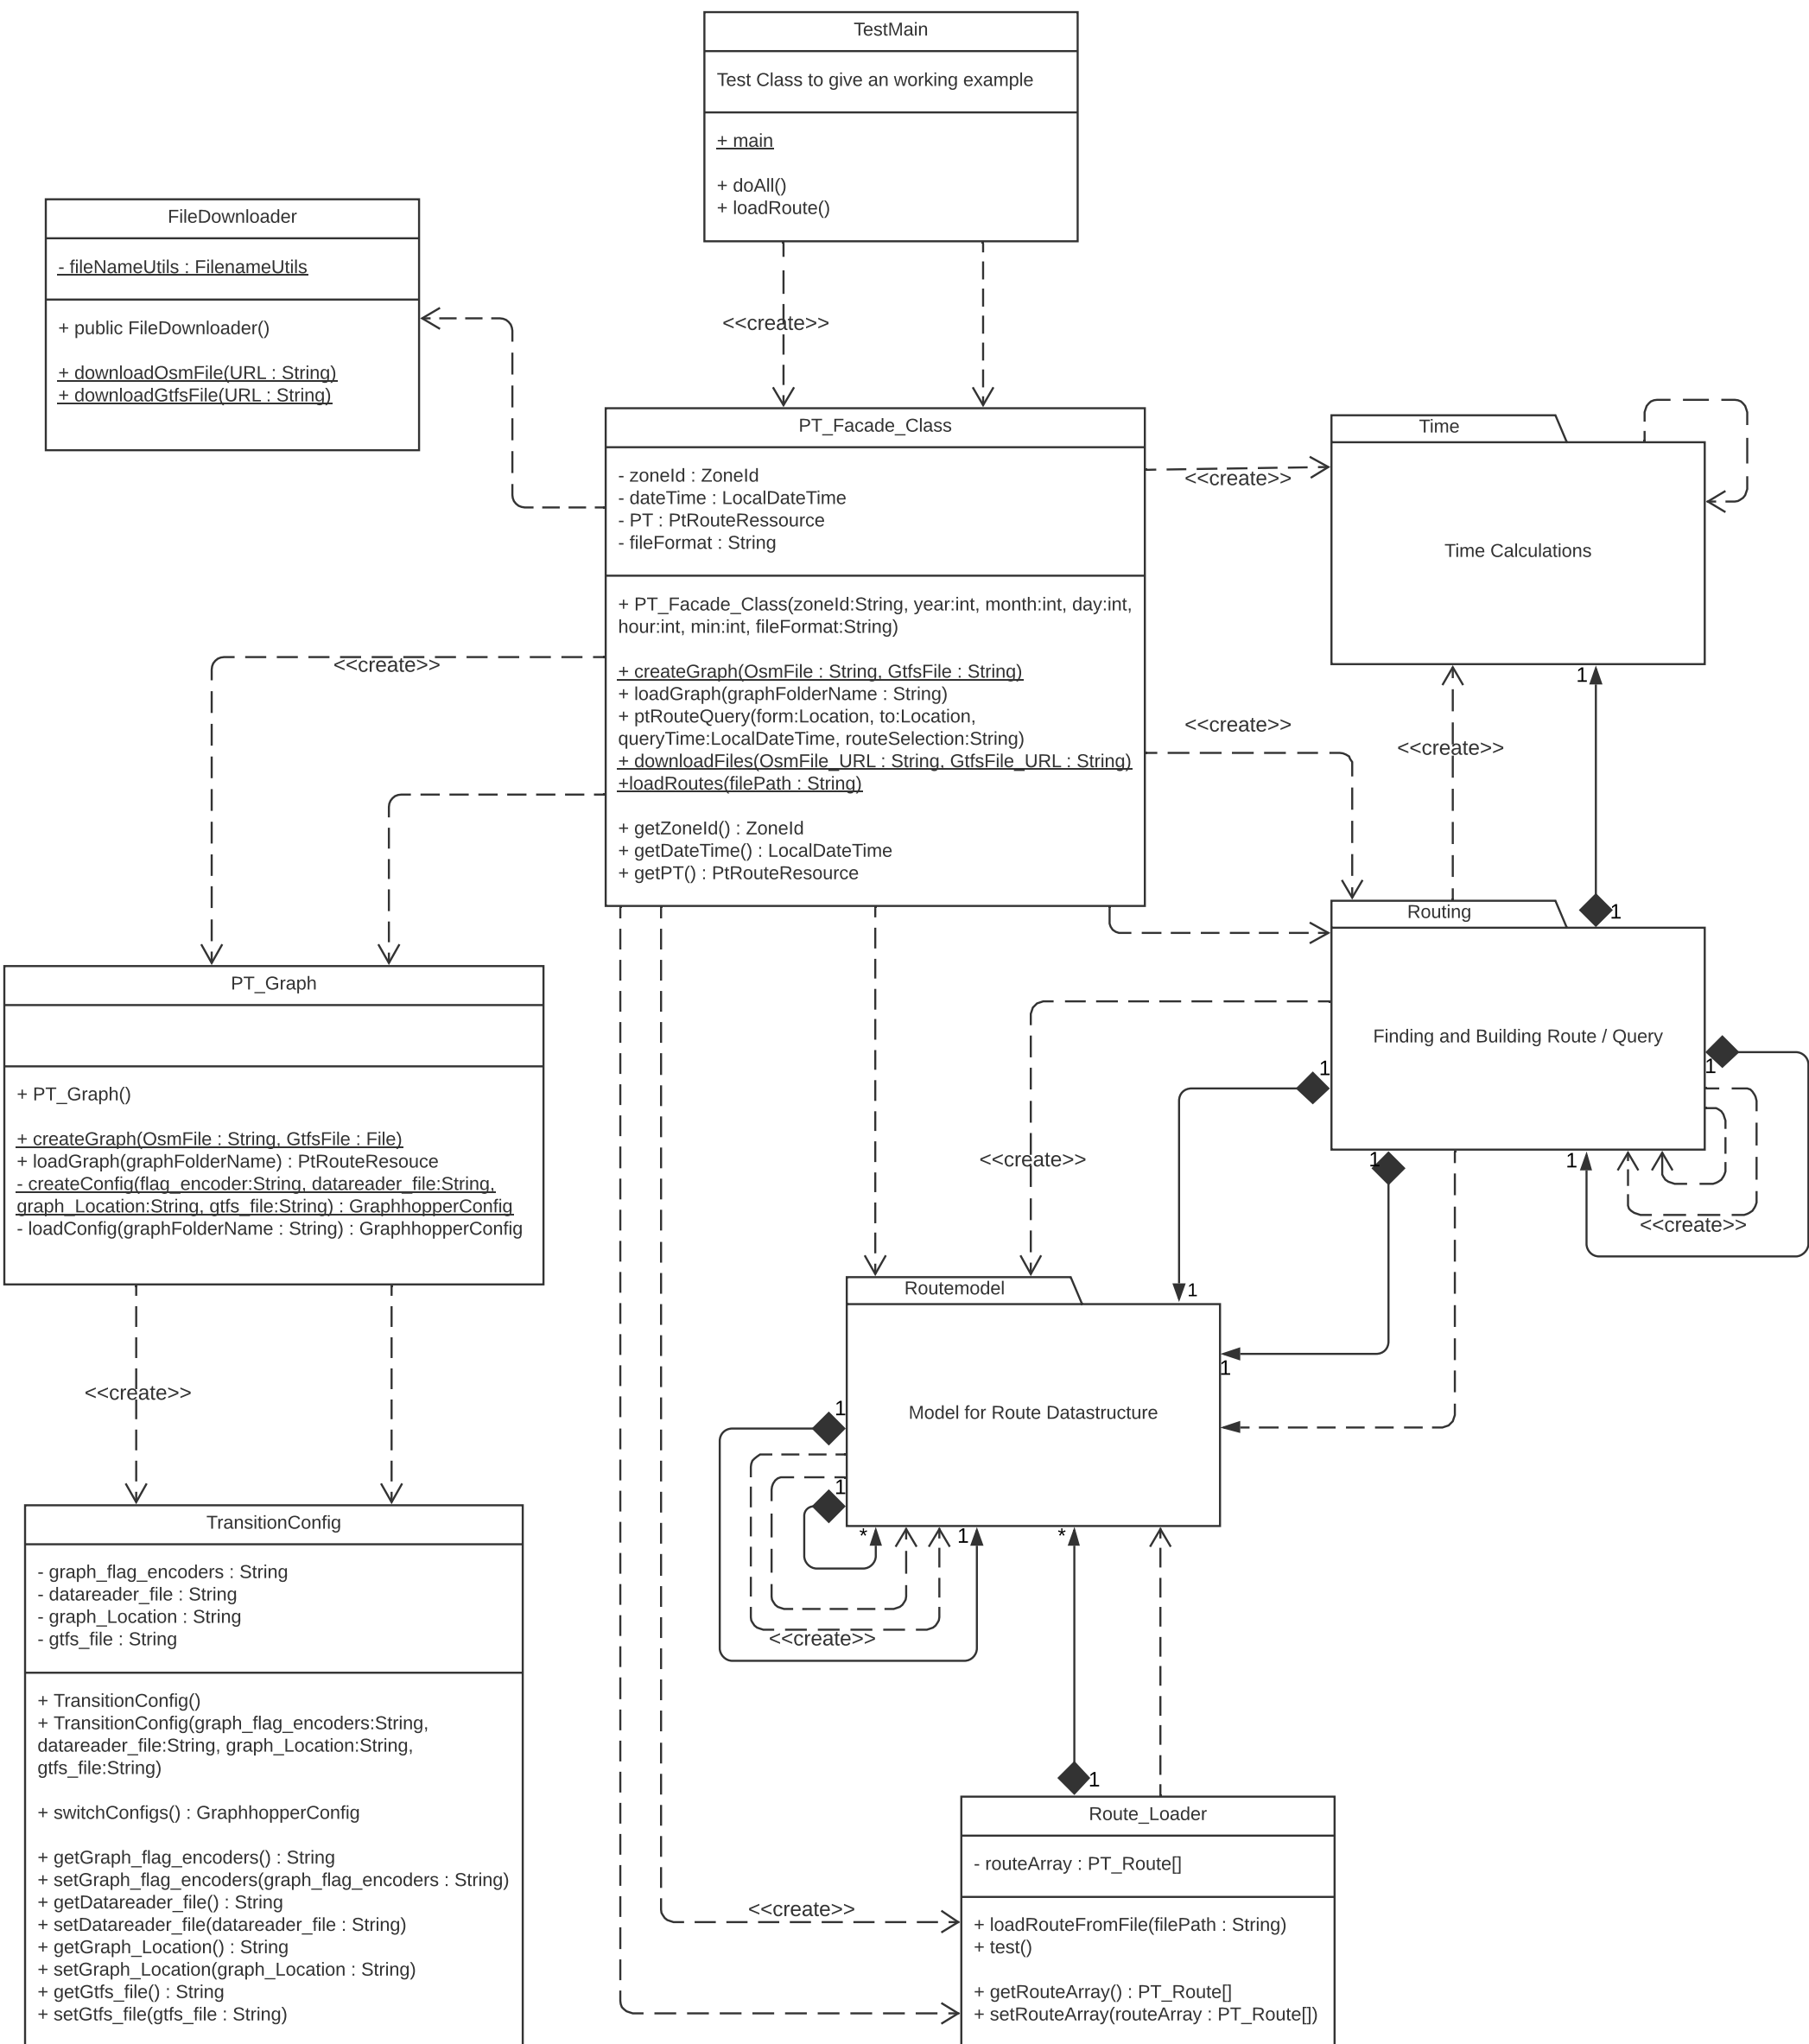 TestMain
Test Class to give an working example
+ main
+ doAll()
+ loadRoute()
FileDownloader
- fileNameUtils : FilenameUtils
+ public FileDownloader()
+ downloadOsmFile(URL : String)
+ downloadGtfsFile(URL : String)
<<create>>
PT_Facade_Class
- zoneId : ZoneId
- dateTime : LocalDateTime
- PT : PtRouteRessource
- fileFormat : String
+ PT_Facade_Class(zoneId:String, year:int, month:int, day:int,
hour:int, min:int, fileFormat:String)
+ createGraph(OsmFile : String, GtfsFile : String)
+ loadGraph(graphFolderName : String)
+ ptRouteQuery(form:Location, to:Location,
queryTime:LocalDateTime, routeSelection:String)
+ downloadFiles(OsmFile_URL : String, GtfsFile_URL : String)
+loadRoutes(filePath : String)
+ getZoneId() : ZoneId
+ getDateTime() : LocalDateTime
+ getPT() : PtRouteResource
<<create>>
Time
Time Calculations
<<create>>
1
<<create>>
<<create>>
1
Routing
Finding and Building Route / Query
1
1
1
1
<<create>>
<<create>>
PT_Graph
+ PT_Graph()
+ createGraph(OsmFile : String, GtfsFile : File)
+ loadGraph(graphFolderName) : PtRouteResouce
- createConfig(flag_encoder:String, datareader_file:String,
graph_Location:String, gtfs_file:String) : GraphhopperConfig
- loadConfig(graphFolderName : String) : GraphhopperConfig
<<create>>
Routemodel
1
Model for Route Datastructure
1
1
1
*
1
*
<<create>>
TransitionConfig
- graph_flag_encoders : String
- datareader_file : String
- graph_Location : String
- gtfs_file : String
+ TransitionConfig()
+ TransitionConfig(graph_flag_encoders:String,
datareader_file:String, graph_Location:String,
gtfs_file:String)
+ switchConfigs() : GraphhopperConfig
+ getGraph_flag_encoders() : String
+ setGraph_flag_encoders(graph_flag_encoders : String)
+ getDatareader_file() : String
+ setDatareader_file(datareader_file : String)
+ getGraph_Location() : String
+ setGraph_Location(graph_Location : String)
+ getGtfs_file() : String
+ setGtfs_file(gtfs_file : String)
1
<<create>>
Route_Loader
- routeArray : PT_Route[]
+ loadRouteFromFile(filePath : String)
+ test()
+ getRouteArray() : PT_Route[]
+ setRouteArray(routeArray : PT_Route[])